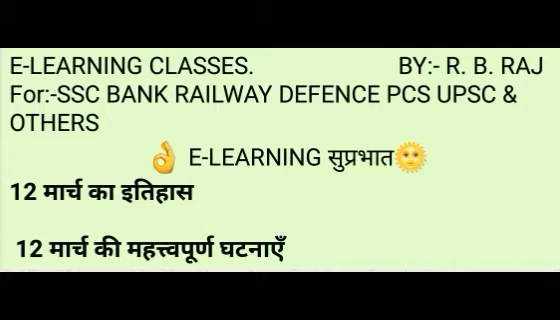 E-LEARNING CLASSES. BY:- R. B. RAJ
For:-SSC BANK RAILWAY DEFENCE PCS UPSC &
OTHERS
👌 E-LEARNING सुप्रभात🌞
12 मार्च का इतिहास
12 मार्च की महत्त्वपूर्ण घटनाएँ